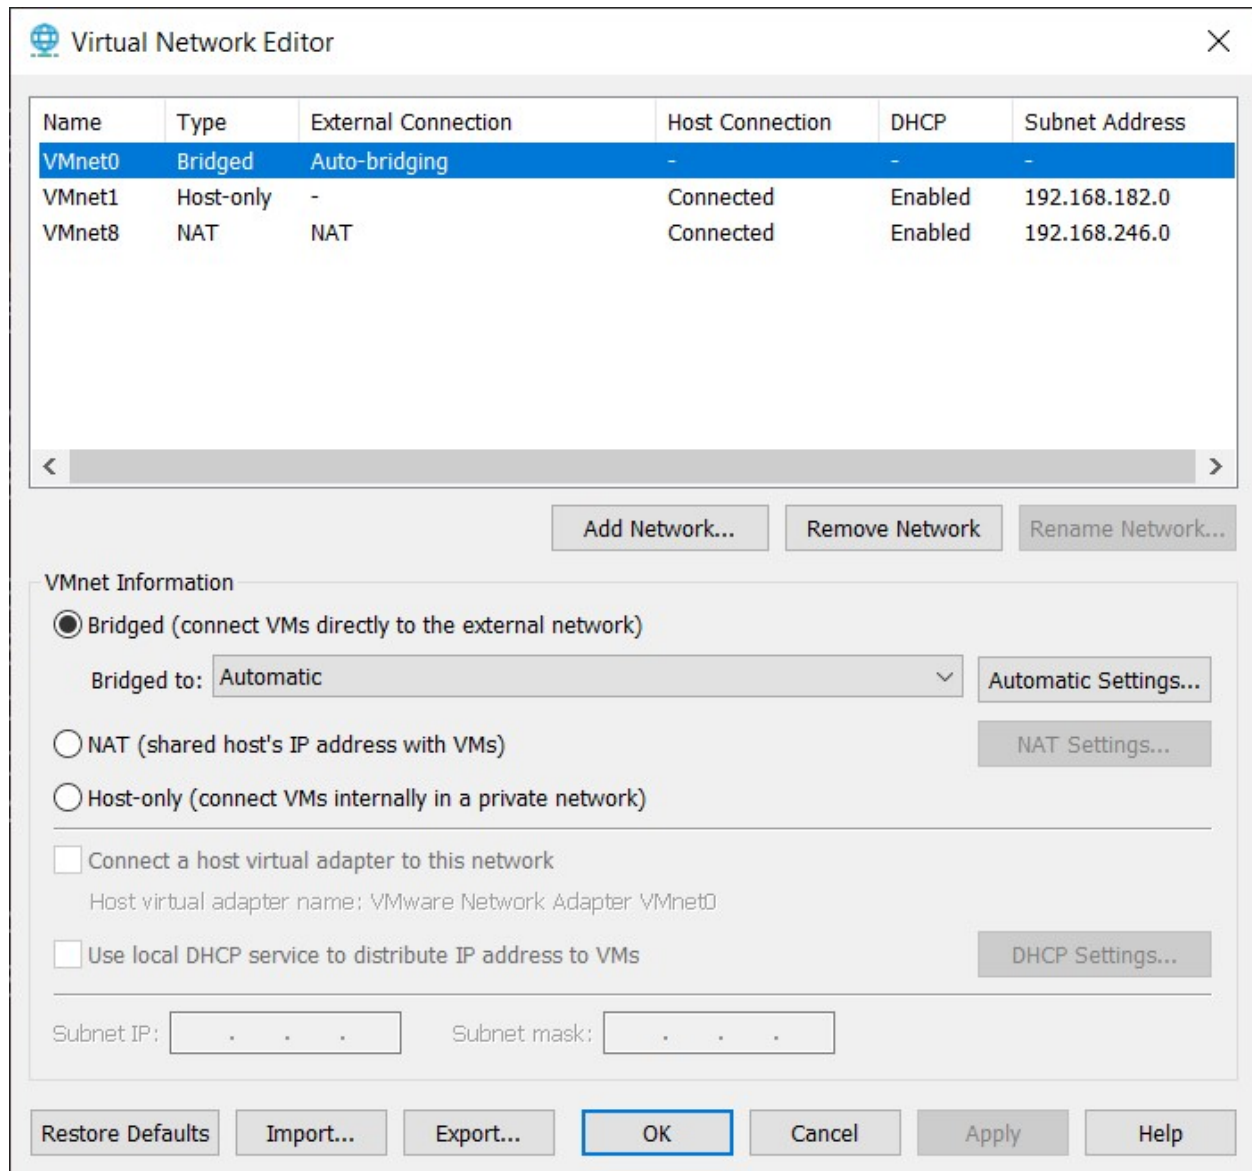 Virtual Network Editor
Name Type External Connection Host Connection DHCP Subnet Address
VMnet0 Bridged Auto-bridging - - -
VMnet1 Host-only - Connected Enabled 192.168.182.0
VMnet8 NAT NAT Connected Enabled 192.168.246.0
Add Network... Remove Network Rename Network...
VMnet Information
Bridged (connect VMs directly to the external network)
Bridged to: Automatic Automatic Settings...
NAT (shared host's IP address with VMs) NAT Settings...
Host-only (connect VMs internally in a private network)
Connect a host virtual adapter to this network
Host virtual adapter name: VMware Network Adapter VMnet0
Use local DHCP service to distribute IP address to VMs DHCP Settings...
Subnet IP: . . . Subnet mask: . . .
Restore Defaults Import... Export... OK Cancel Apply Help